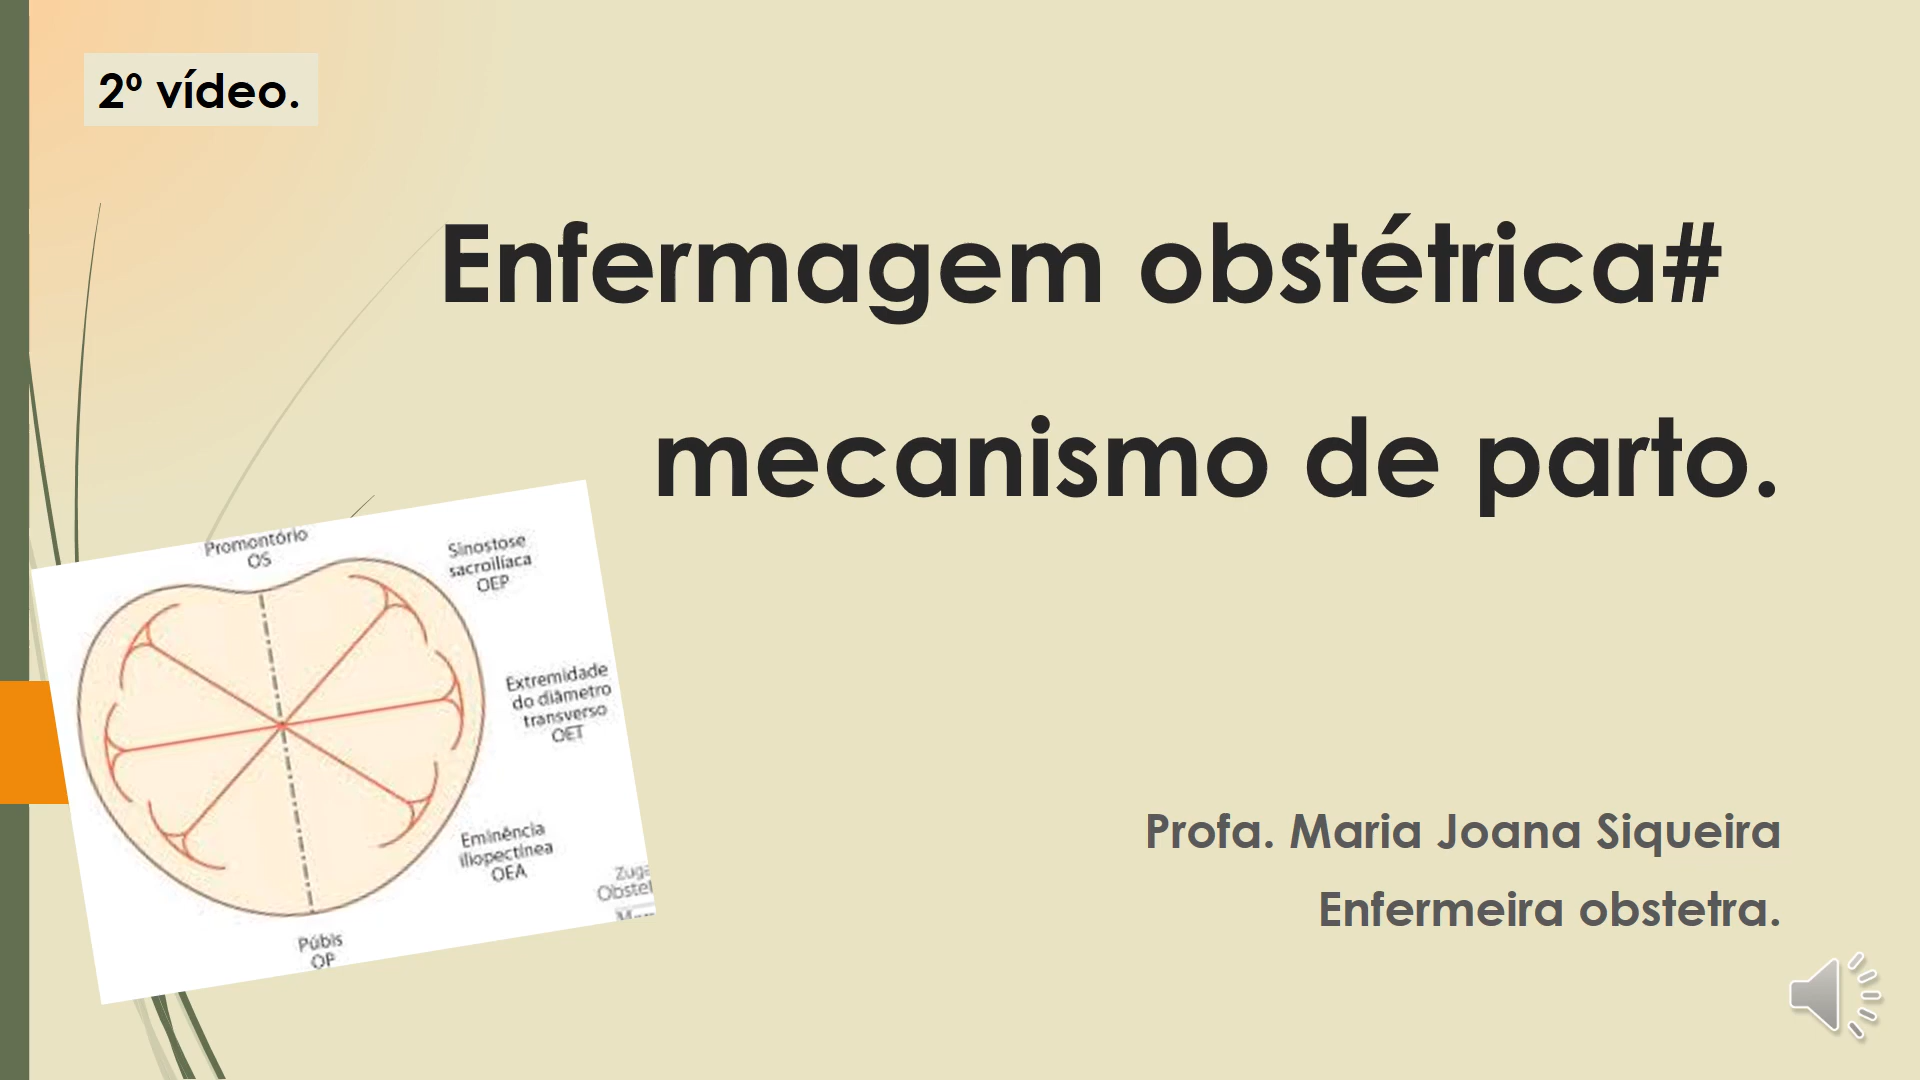 2º vídeo.
Enfermagem obstétrica#
mecanismo de parto.
Promontório
OS
Sinostose
sacroilíaca
OEP
Extremidade
do diâmetro
transverso
OET
Eminência
iliopectínea
OEA
Púbis
OP
Profa. Maria Joana Siqueira
Enfermeira obstetra.